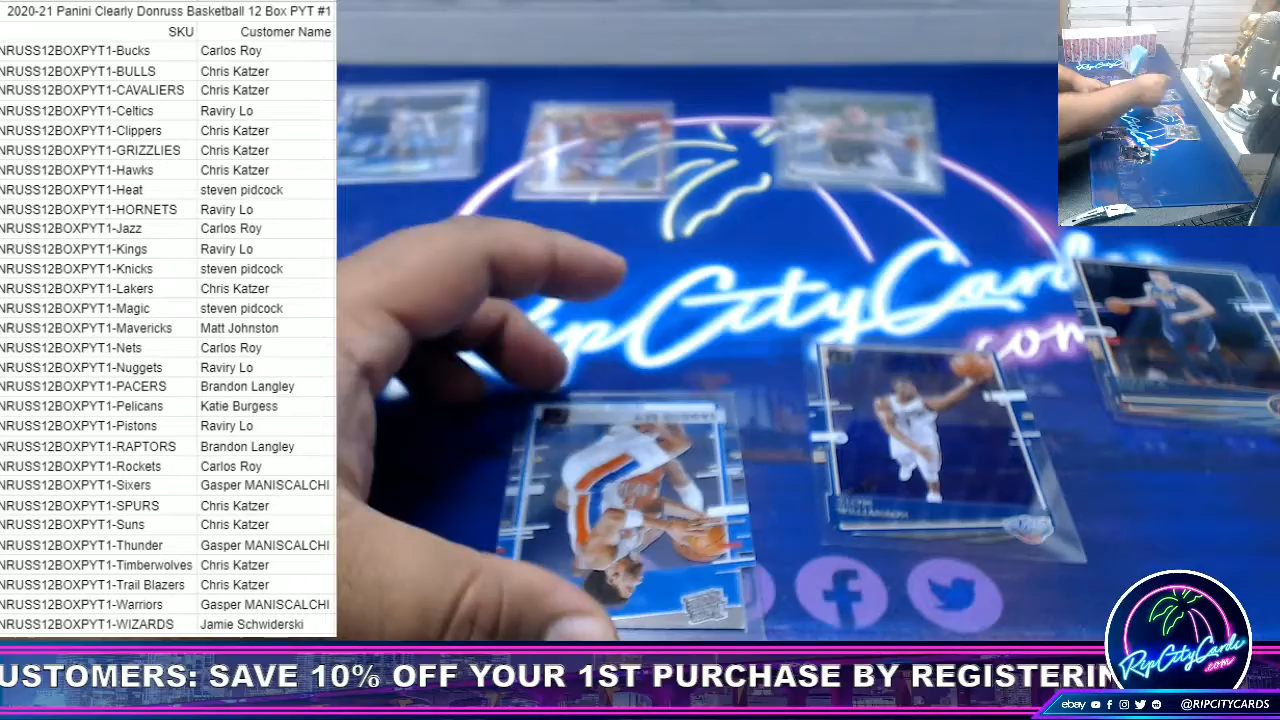 2020-21 Panini Clearly Donruss Basketball 12 Box PYT #1
SKU Customer Name
NRUSS12BOXPYT1-Bucks Carlos Roy
NRUSS12BOXPYT1-BULLS Chris Katzer
NRUSS12BOXPYT1-CAVALIERS Chris Katzer
NRUSS12BOXPYT1-Celtics Raviry Lo
NRUSS12BOXPYT1-Clippers Chris Katzer
NRUSS12BOXPYT1-GRIZZLIES Chris Katzer
NRUSS12BOXPYT1-Hawks Chris Katzer
NRUSS12BOXPYT1-Heat steven pidcock
NRUSS12BOXPYT1-HORNETS Raviry Lo
NRUSS12BOXPYT1-Jazz Carlos Roy
NRUSS12BOXPYT1-Kings Raviry Lo
NRUSS12BOXPYT1-Knicks steven pidcock
NRUSS12BOXPYT1-Lakers Chris Katzer
NRUSS12BOXPYT1-Magic steven pidcock
NRUSS12BOXPYT1-Mavericks Matt Johnston
NRUSS12BOXPYT1-Nets Carlos Roy
NRUSS12BOXPYT1-Nuggets Raviry Lo
NRUSS12BOXPYT1-PACERS Brandon Langley
NRUSS12BOXPYT1-Pelicans Katie Burgess
NRUSS12BOXPYT1-Pistons Raviry Lo
NRUSS12BOXPYT1-RAPTORS Brandon Langley
NRUSS12BOXPYT1-Rockets Carlos Roy
NRUSS12BOXPYT1-Sixers Gasper MANISCALCHI
NRUSS12BOXPYT1-SPURS Chris Katzer
NRUSS12BOXPYT1-Suns Chris Katzer
NRUSS12BOXPYT1-Thunder Gasper MANISCALCHI
NRUSS12BOXPYT1-Timberwolves Chris Katzer
NRUSS12BOXPYT1-Trail Blazers Chris Katzer
NRUSS12BOXPYT1-Warriors Gasper MANISCALCHI
NRUSS12BOXPYT1-WIZARDS Jamie Schwiderski
RipCityCards
.com
RipCityCards
.com
USTOMERS: SAVE 10% OFF YOUR 1ST PURCHASE BY REGISTERIN
ebay @RIPCITYCARDS